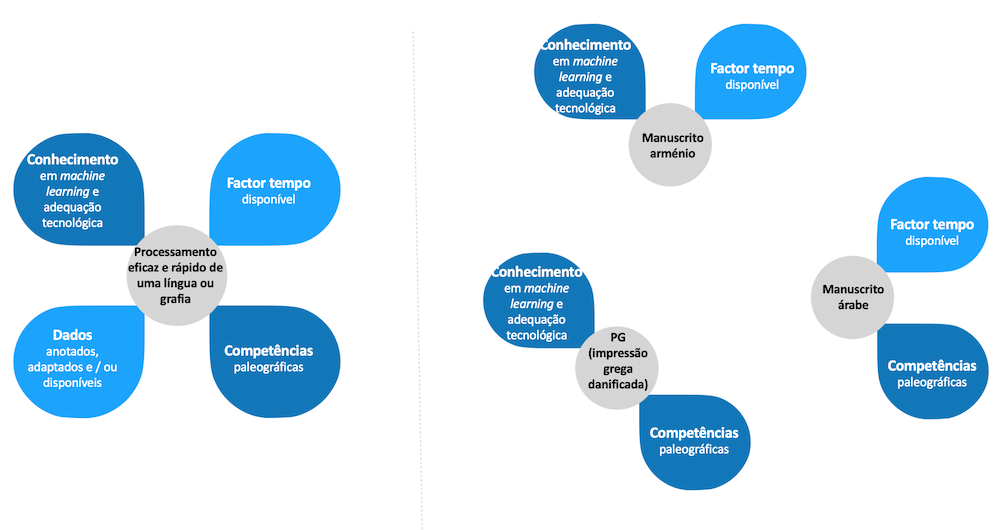 Conhecimento
em machine
learning e
adequação
tecnológica
Factor tempo
disponível
Processamento
eficaz e rápido de
uma língua ou
grafia
Dados
anotados,
adaptados e / ou
disponíveis
Competências
paleográficas
Conhecimento
em machine
learning e
adequação
tecnológica
Factor tempo
disponível
Manuscrito
arménio
Conhecimento
em machine
learning e
adequação
tecnológica
PG
(impressão
grega
danificada)
Competências
paleográficas
Factor tempo
disponível
Manuscrito
árabe
Competências
paleográficas